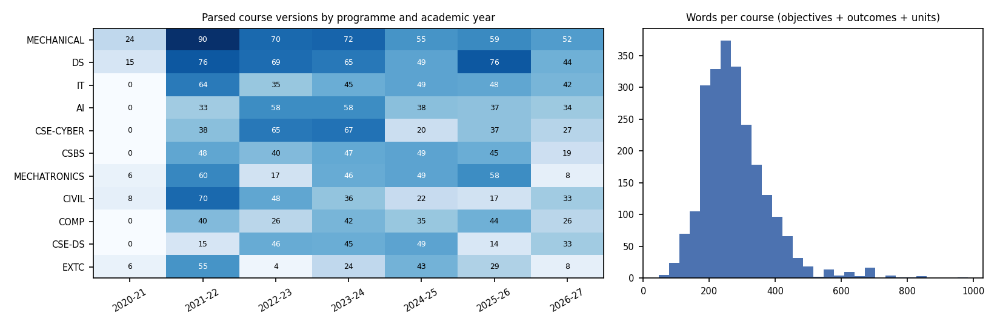 Parsed course versions by programme and academic year
MECHANICAL 24 90 70 72 55 59 52
DS 15 76 69 65 49 76 44
IT 0 64 35 45 49 48 42
AI 0 33 58 58 38 37 34
CSE-CYBER 0 38 65 67 20 37 27
CSBS 0 48 40 47 49 45 19
MECHATRONICS 6 60 17 46 49 58 8
CIVIL 8 70 48 36 22 17 33
COMP 0 40 26 42 35 44 26
CSE-DS 0 15 46 45 49 14 33
EXTC 6 55 4 24 43 29 8
2020-21 2021-22 2022-23 2023-24 2024-25 2025-26 2026-27
Words per course (objectives + outcomes + units)
350
300
250
200
150
100
50
0
0 200 400 600 800 1000